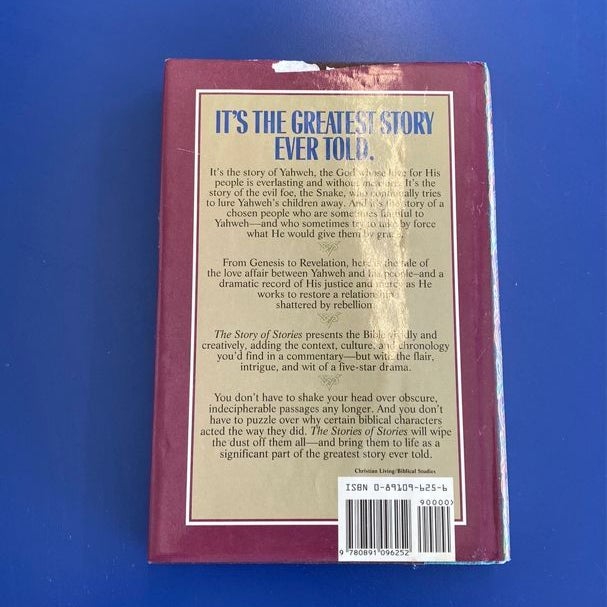 IT'S THE GREATEST STORY
EVER TOLD.
It's the story of Yahweh, the God whose love for His
people is everlasting and without measure. It's the
story of the evil foe, the Snake, who continually tries
to lure Yahweh's children away. And it's the story of a
chosen people who are sometimes faithful to
Yahweh—and who sometimes try to take by force
what He would give them by grace.
From Genesis to Revelation, here is the tale of
the love affair between Yahweh and his people–and a
dramatic record of His justice and mercy as He
works to restore a relationship
shattered by rebellion.
The Story of Stories presents the Bible vividly and
creatively, adding the context, culture, and chronology
you'd find in a commentary—but with the flair,
intrigue, and wit of a five-star drama.
You don't have to shake your head over obscure,
indecipherable passages any longer. And you don't
have to puzzle over why certain biblical characters
acted the way they did. The Stories of Stories will wipe
the dust off them all—and bring them to life as a
significant part of the greatest story ever told.
Christian Living/Biblical Studies
ISBN 0-89109-625-6
90000>
9 780891 096252